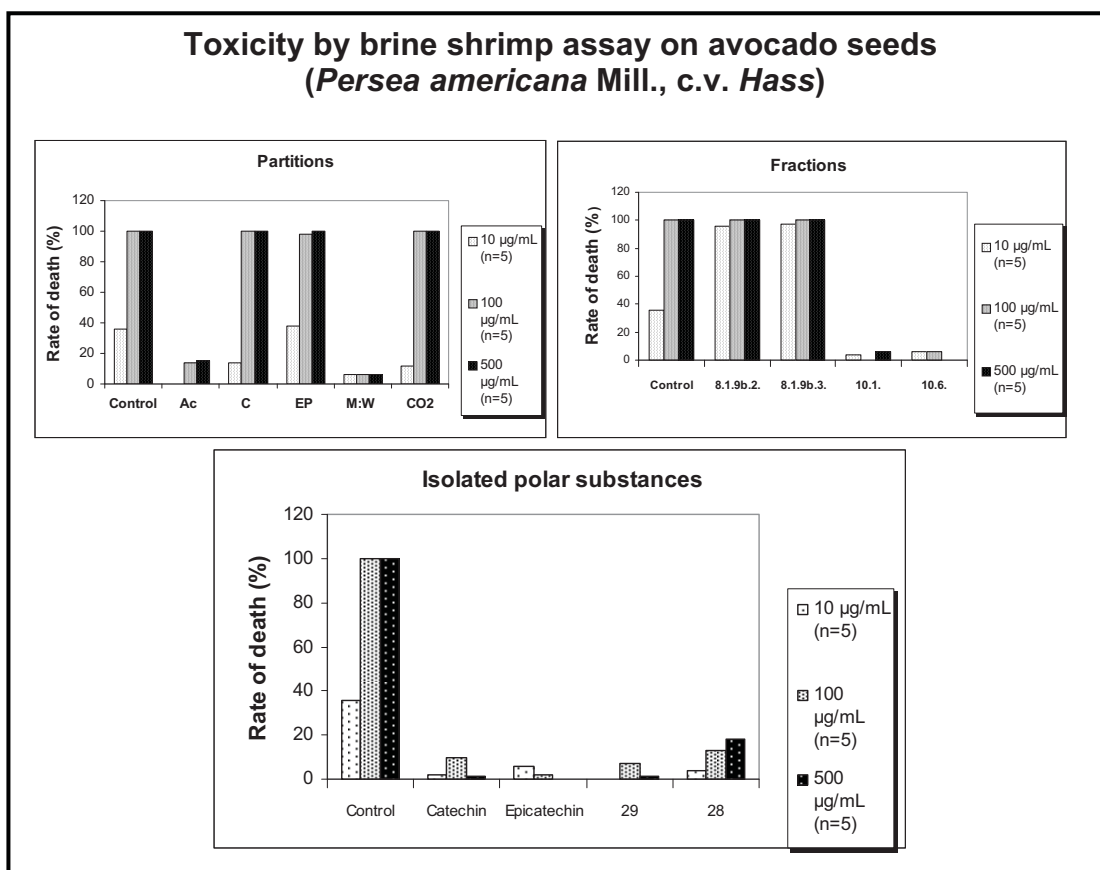 Toxicity by brine shrimp assay on avocado seeds
(Persea americana Mill., c.v. Hass)
Partitions
Rate of death (%)
120
100
80
60
40
20
0
Control Ac C EP M:W CO2
10 µg/mL
(n=5)
100
µg/mL
(n=5)
500
µg/mL
(n=5)
Fractions
Rate of death (%)
120
100
80
60
40
20
0
Control 8.1.9b.2. 8.1.9b.3. 10.1. 10.6.
10 µg/mL
(n=5)
100 µg/mL
(n=5)
500 µg/mL
(n=5)
Isolated polar substances
Rate of death (%)
120
100
80
60
40
20
0
Control Catechin Epicatechin 29 28
10 µg/mL
(n=5)
100
µg/mL
(n=5)
500
µg/mL
(n=5)